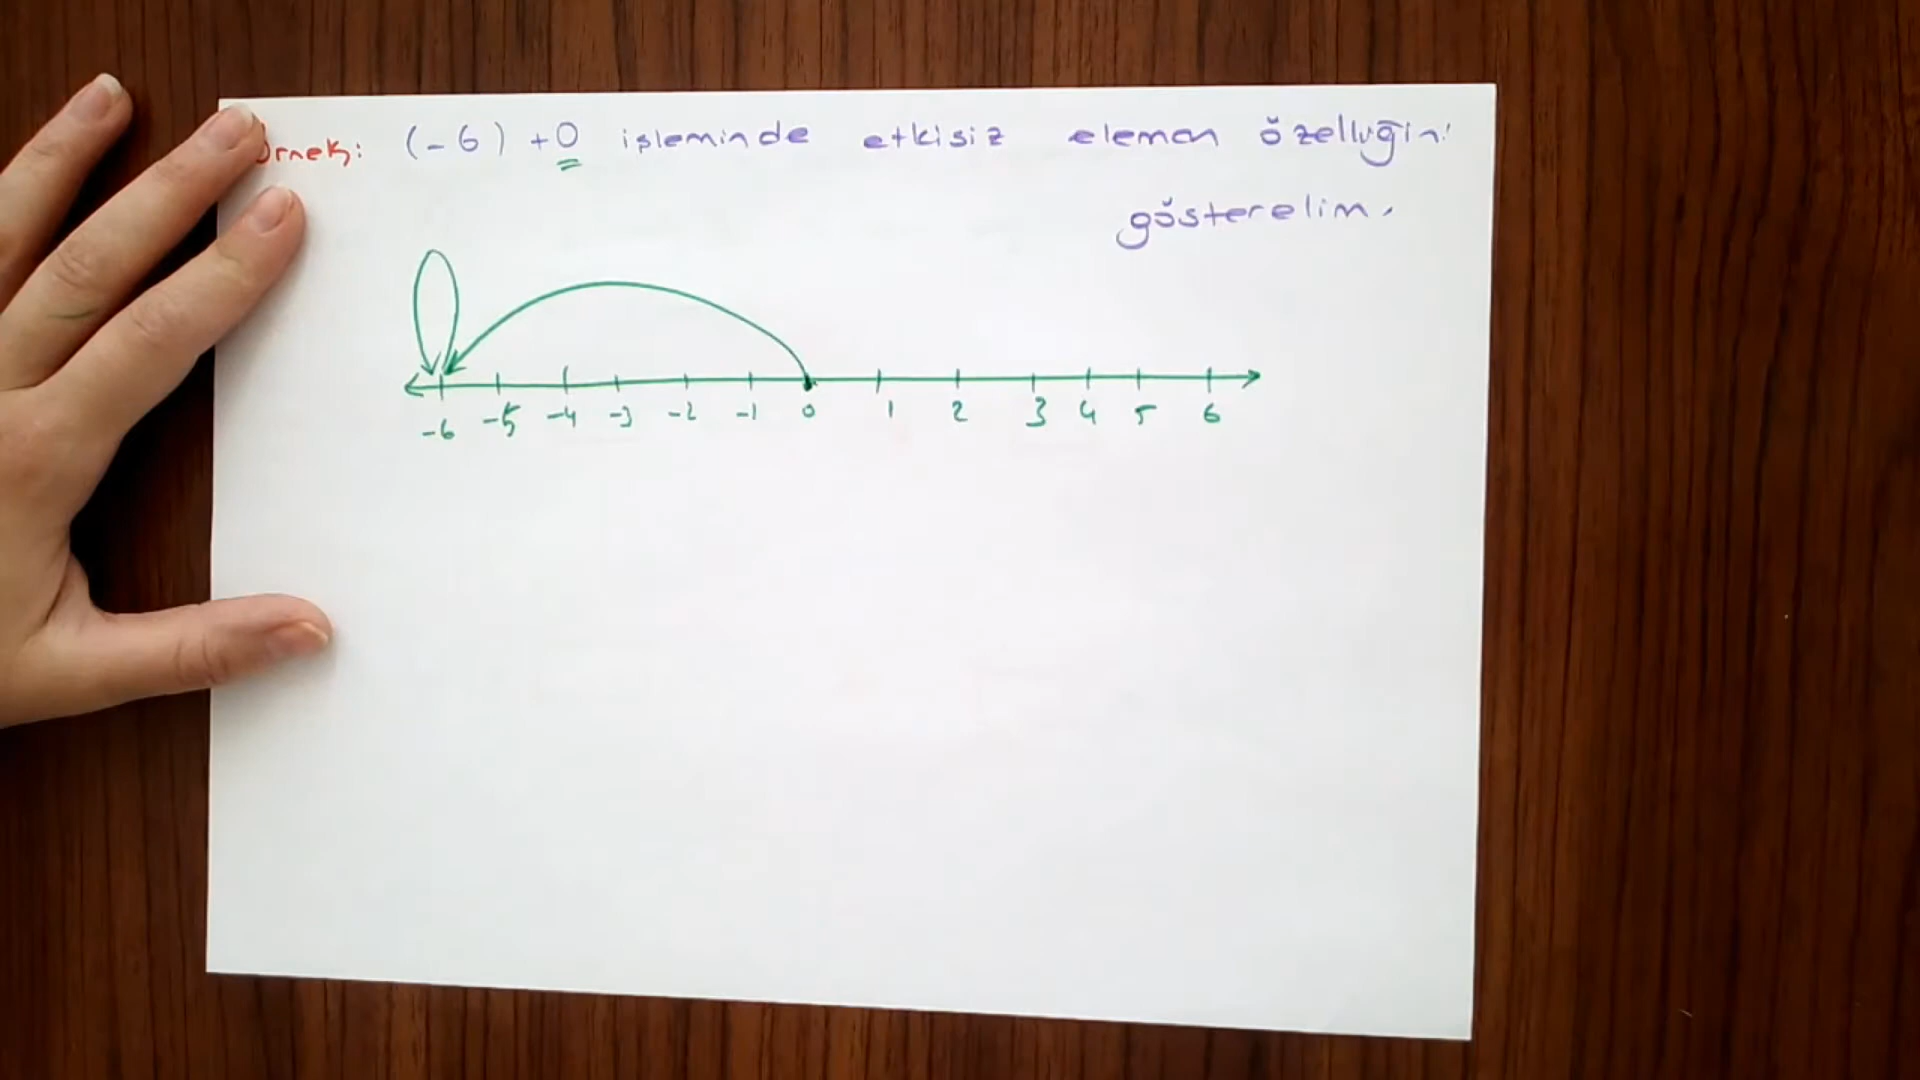 Örnek: (-6) +0 işleminde etkisiz eleman özelliğini
gösterelim.
-6 -5 -4 -3 -2 -1 0 1 2 3 4 5 6